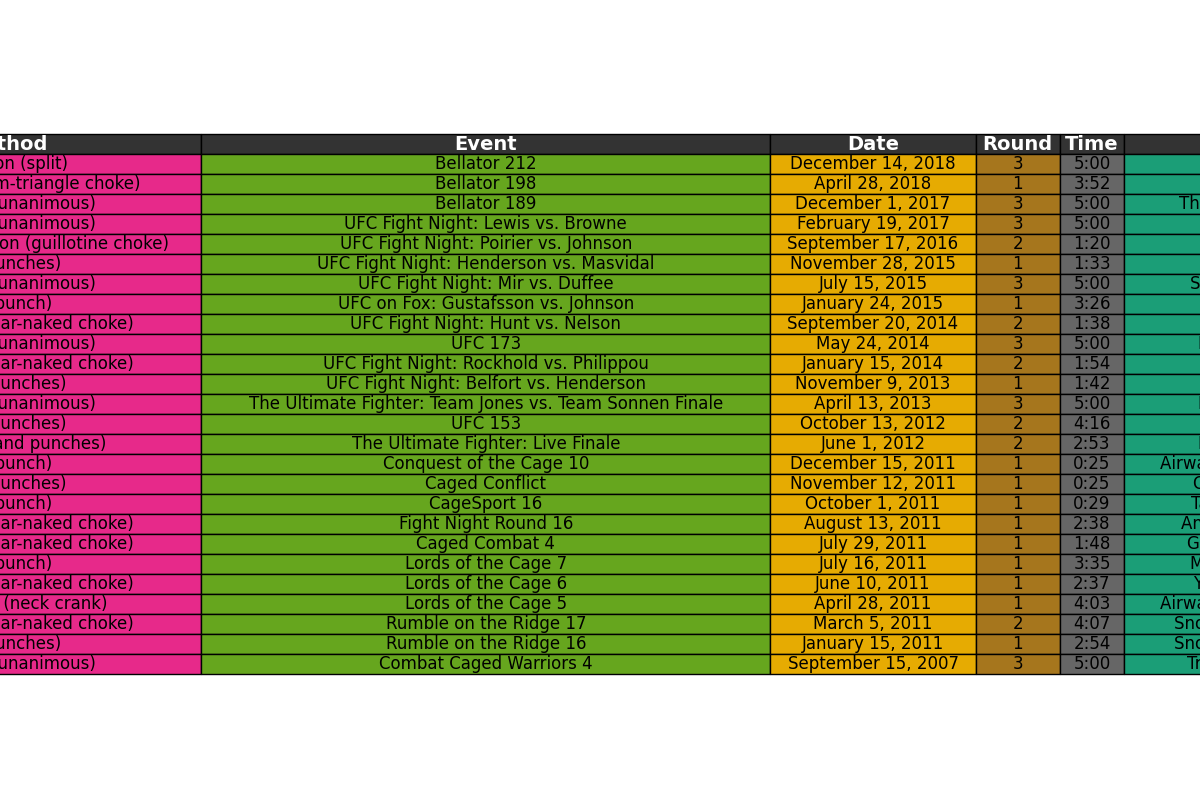 thod Event Date Round Time
on (split) Bellator 212 December 14, 2018 3 5:00
m-triangle choke) Bellator 198 April 28, 2018 1 3:52
unanimous) Bellator 189 December 1, 2017 3 5:00 Th
unanimous) UFC Fight Night: Lewis vs. Browne February 19, 2017 3 5:00
on (guillotine choke) UFC Fight Night: Poirier vs. Johnson September 17, 2016 2 1:20
unches) UFC Fight Night: Henderson vs. Masvidal November 28, 2015 1 1:33
unanimous) UFC Fight Night: Mir vs. Duffee July 15, 2015 3 5:00 S
punch) UFC on Fox: Gustafsson vs. Johnson January 24, 2015 1 3:26
ar-naked choke) UFC Fight Night: Hunt vs. Nelson September 20, 2014 2 1:38
unanimous) UFC 173 May 24, 2014 3 5:00
ar-naked choke) UFC Fight Night: Rockhold vs. Philippou January 15, 2014 2 1:54
unches) UFC Fight Night: Belfort vs. Henderson November 9, 2013 1 1:42
unanimous) The Ultimate Fighter: Team Jones vs. Team Sonnen Finale April 13, 2013 3 5:00
unches) UFC 153 October 13, 2012 2 4:16
and punches) The Ultimate Fighter: Live Finale June 1, 2012 2 2:53
punch) Conquest of the Cage 10 December 15, 2011 1 0:25 Airwa
unches) Caged Conflict November 12, 2011 1 0:25
punch) CageSport 16 October 1, 2011 1 0:29 Ta
ar-naked choke) Fight Night Round 16 August 13, 2011 1 2:38 An
ar-naked choke) Caged Combat 4 July 29, 2011 1 1:48 G
punch) Lords of the Cage 7 July 16, 2011 1 3:35 M
ar-naked choke) Lords of the Cage 6 June 10, 2011 1 2:37 Y
(neck crank) Lords of the Cage 5 April 28, 2011 1 4:03 Airwa
ar-naked choke) Rumble on the Ridge 17 March 5, 2011 2 4:07 Sno
unches) Rumble on the Ridge 16 January 15, 2011 1 2:54 Sno
unanimous) Combat Caged Warriors 4 September 15, 2007 3 5:00 Tr